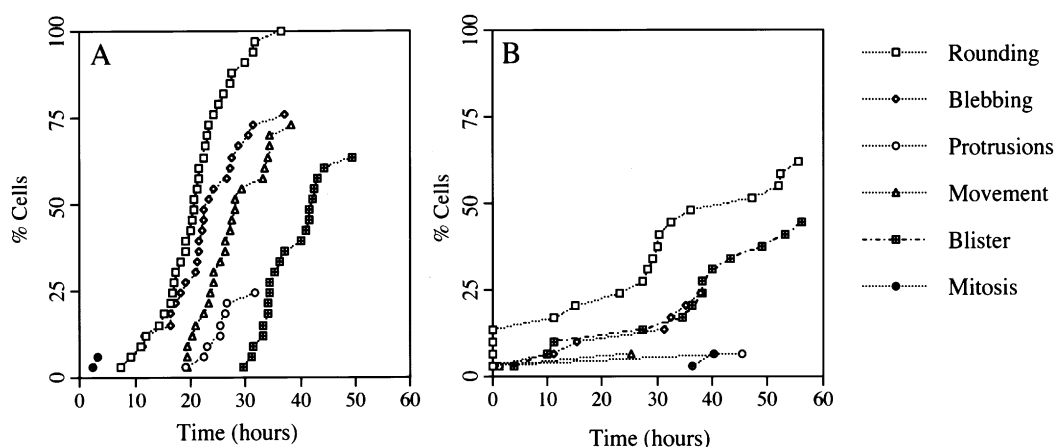 A
% Cells
0 25 50 75 100
0 10 20 30 40 50 60
Time (hours)
B
% Cells
0 25 50 75 100
0 10 20 30 40 50 60
Time (hours)
Rounding
Blebbing
Protrusions
Movement
Blister
Mitosis